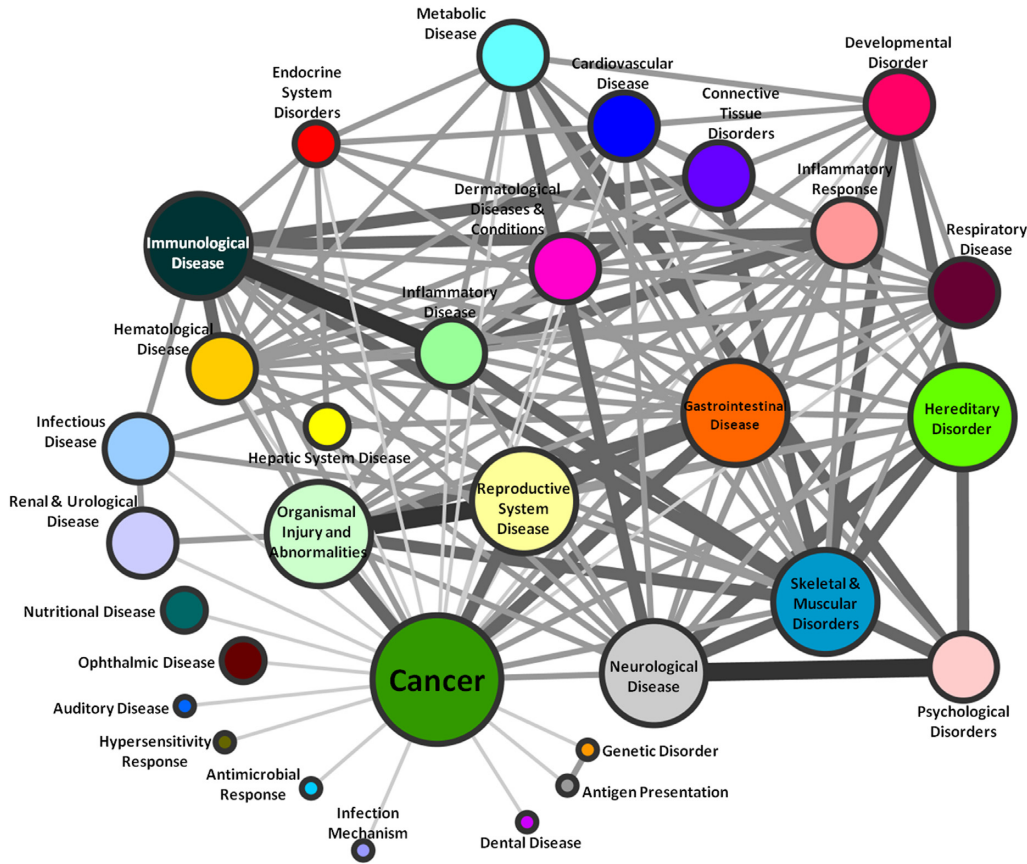 Metabolic
Disease
Cardiovascular
Disease
Developmental
Disorder
Endocrine
System
Disorders
Connective
Tissue
Disorders
Inflammatory
Response
Dermatological
Diseases &
Conditions
Respiratory
Disease
Immunological
Disease
Inflammatory
Disease
Hematological
Disease
Infectious
Disease
Hepatic System Disease
Gastrointestinal
Disease
Hereditary
Disorder
Renal & Urological
Disease
Organismal
Injury and
Abnormalities
Reproductive
System
Disease
Skeletal &
Muscular
Disorders
Nutritional Disease
Ophthalmic Disease
Cancer
Neurological
Disease
Psychological
Disorders
Auditory Disease
Hypersensitivity
Response
Genetic Disorder
Antimicrobial
Response
Antigen Presentation
Infection
Mechanism
Dental Disease